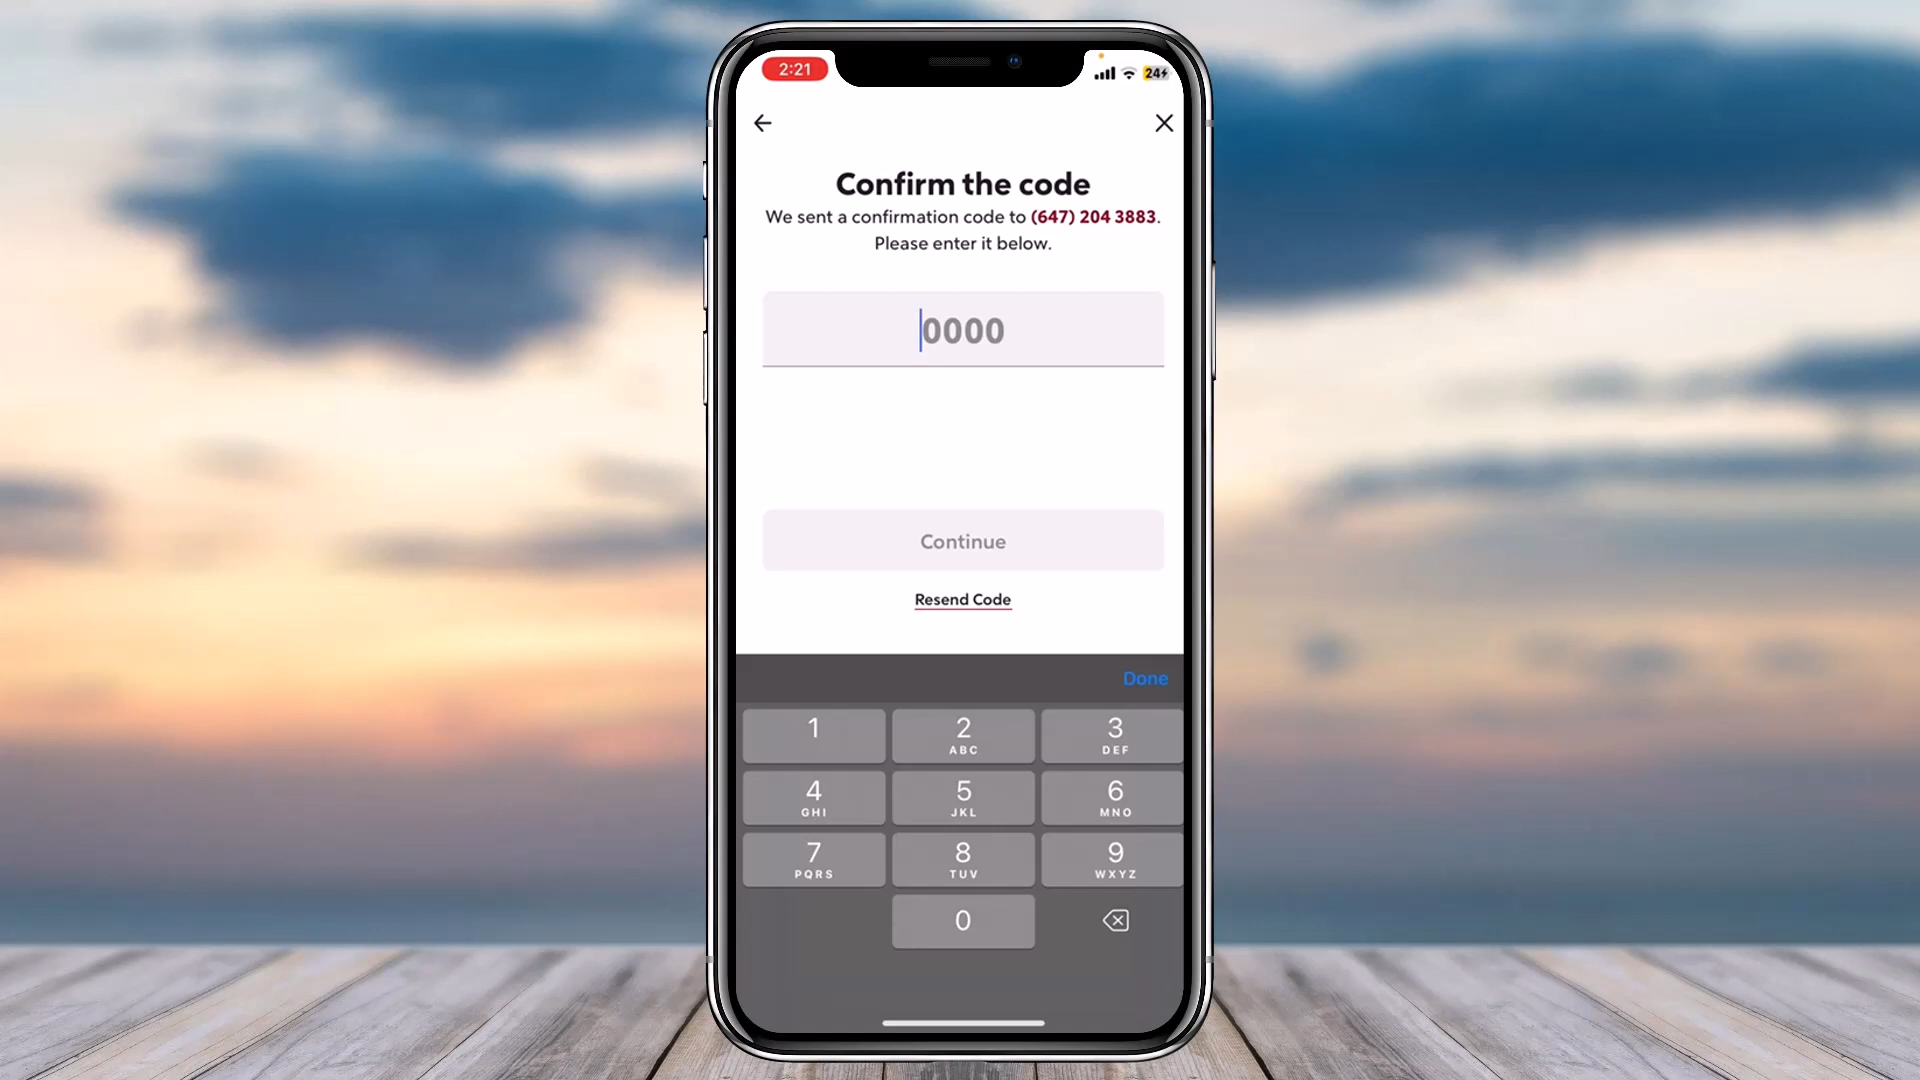 2:21
24
Confirm the code
We sent a confirmation code to (647) 204 3883.
Please enter it below.
0000
Continue
Resend Code
Done
1
2
ABC
3
DEF
4
GHI
5
JKL
6
MNO
7
PQRS
8
TUV
9
WXYZ
0